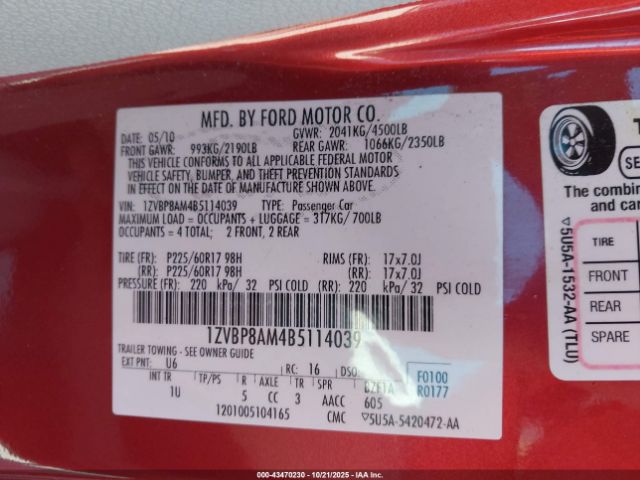 MFD. BY FORD MOTOR CO.
DATE: 05/10 GVWR: 2041KG/4500LB
FRONT GAWR: 993KG/2190LB REAR GAWR: 1066KG/2350LB
THIS VEHICLE CONFORMS TO ALL APPLICABLE FEDERAL MOTOR
VEHICLE SAFETY, BUMPER, AND THEFT PREVENTION STANDARDS
IN EFFECT ON THE DATE OF MANUFACTURE SHOWN ABOVE.
VIN: 1ZVBP8AM4B5114039 TYPE: Passenger Car
MAXIMUM LOAD = OCCUPANTS + LUGGAGE = 317KG/700LB
OCCUPANTS = 4 TOTAL; 2 FRONT, 2 REAR
TIRE (FR): P225/60R17 98H RIMS (FR): 17x7.0J
(RR): P225/60R17 98H (RR): 17x7.0J
PRESSURE (FR): 220 kPa/ 32 PSI COLD (RR): 220 kPa/ 32 PSI COLD
1ZVBP8AM4B5114039
TRAILER TOWING - SEE OWNER GUIDE
EXT PNT: U6 RC: 16 DSO: F0100
R0177
INT TR TP/PS R AXLE TR SPR
1U 5 CC 3 AACC 605
1201005104165 CMC ▽5U5A-5420472-AA
▽5U5A-1532-AA (TLU)
The combin
and car
TIRE
FRONT
REAR
SPARE
000-43470230 - 10/21/2025 - IAAI.com